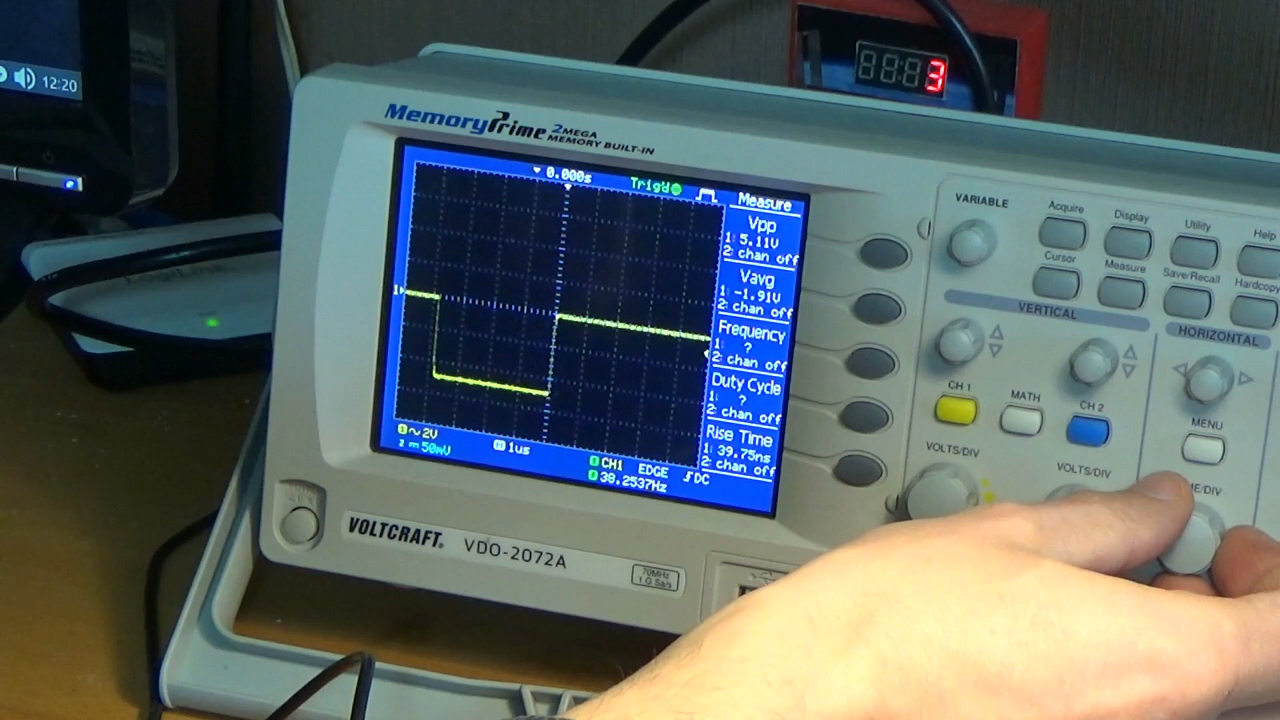 12:20
3
MemoryPrime 2 MEGA
MEMORY BUILT-IN
0.000s
Trig'd
Measure
Vpp
1: 5.11V
2: chan off
Vavg
1: -1.91V
2: chan off
Frequency
1: ?
2: chan off
Duty Cycle
1: ?
2: chan off
Rise Time
1: 39.75ns
2: chan off
1
1 ~ 2V
2 50mV
1us
CH1 EDGE DC
38.2537Hz
VOLTCRAFT. VDO-2072A
70MHz
1 G Sa/s
VARIABLE
Acquire
Display
Utility
Help
Cursor
Measure
Save/Recall
Hardcopy
VERTICAL
HORIZONTAL
CH 1
MATH
CH 2
MENU
VOLTS/DIV
VOLTS/DIV